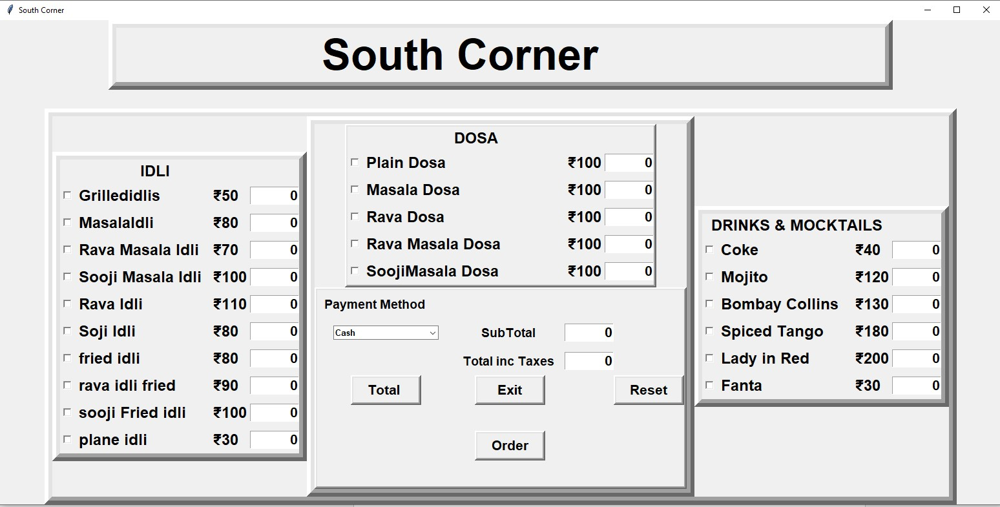 South Corner
South Corner
IDLI
Grilledidlis ₹50 0
MasalaIdli ₹80 0
Rava Masala Idli ₹70 0
Sooji Masala Idli ₹100 0
Rava Idli ₹110 0
Soji Idli ₹80 0
fried idli ₹80 0
rava idli fried ₹90 0
sooji Fried idli ₹100 0
plane idli ₹30 0
DOSA
Plain Dosa ₹100 0
Masala Dosa ₹100 0
Rava Dosa ₹100 0
Rava Masala Dosa ₹100 0
SoojiMasala Dosa ₹100 0
Payment Method
Cash SubTotal 0
Total inc Taxes 0
Total Exit Reset
Order
DRINKS & MOCKTAILS
Coke ₹40 0
Mojito ₹120 0
Bombay Collins ₹130 0
Spiced Tango ₹180 0
Lady in Red ₹200 0
Fanta ₹30 0